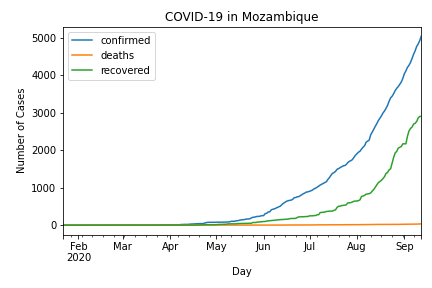 COVID-19 in Mozambique
confirmed
deaths
recovered
Number of Cases
5000
4000
3000
2000
1000
0
Feb Mar Apr May Jun Jul Aug Sep
2020
Day